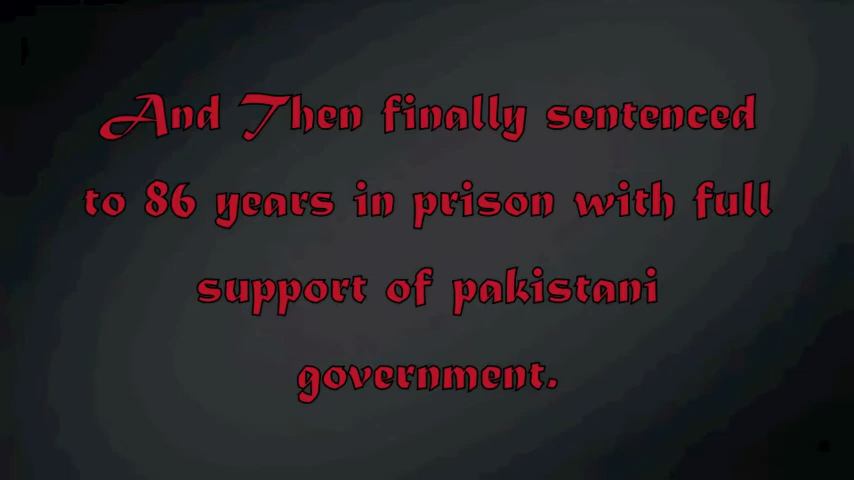 And Then finally sentenced
to 86 years in prison with full
support of pakistani
government.